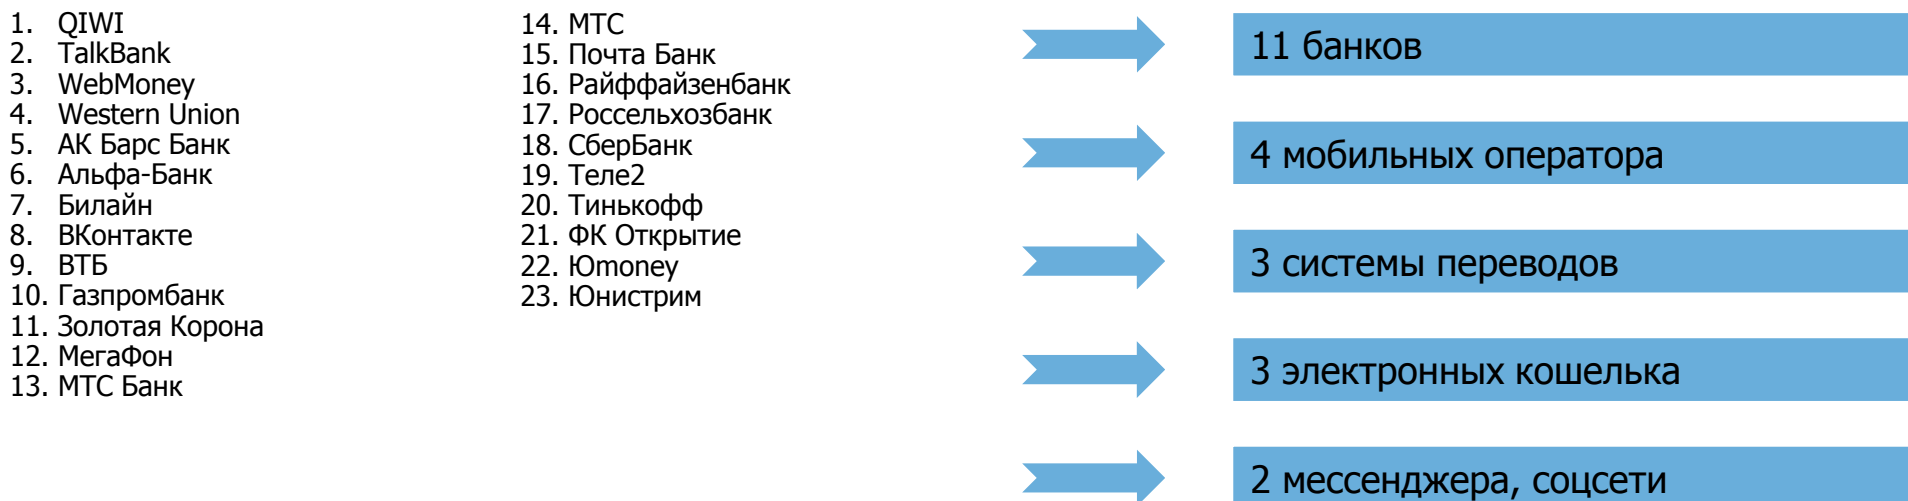 1. QIWI
2. TalkBank
3. WebMoney
4. Western Union
5. АК Барс Банк
6. Альфа-Банк
7. Билайн
8. ВКонтакте
9. ВТБ
10. Газпромбанк
11. Золотая Корона
12. МегаФон
13. МТС Банк
14. МТС
15. Почта Банк
16. Райффайзенбанк
17. Россельхозбанк
18. СберБанк
19. Теле2
20. Тинькофф
21. ФК Открытие
22. Юmoney
23. Юнистрим
11 банков
4 мобильных оператора
3 системы переводов
3 электронных кошелька
2 мессенджера, соцсети